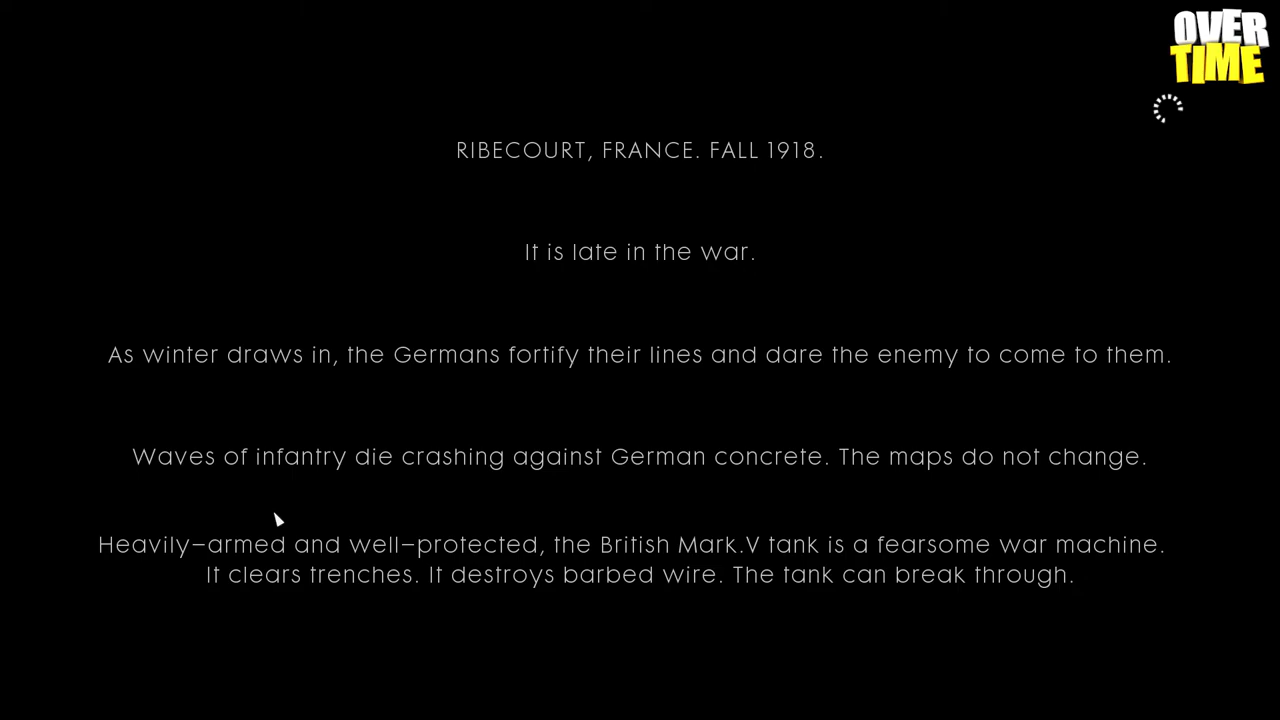 OVER
TIME
RIBECOURT, FRANCE. FALL 1918.
It is late in the war.
As winter draws in, the Germans fortify their lines and dare the enemy to come to them.
Waves of infantry die crashing against German concrete. The maps do not change.
Heavily-armed and well-protected, the British Mark.V tank is a fearsome war machine.
It clears trenches. It destroys barbed wire. The tank can break through.